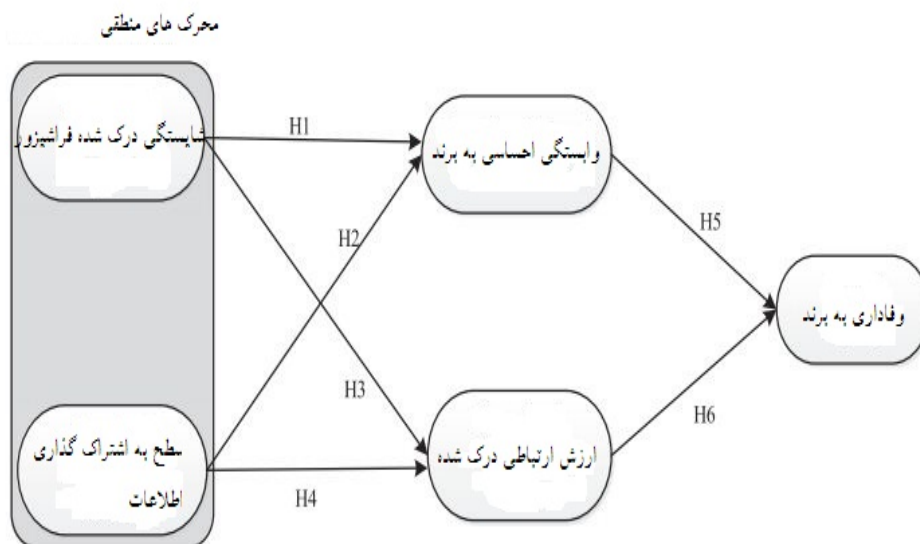 محرک های منطقی
شایستگی درک شده فراشیزور
H1
وابستگی احساسی به برند
H2
H5
وفاداری به برند
H3
H6
سطح به اشتراک گذاری
اطلاعات
H4
ارزش ارتباطی درک شده